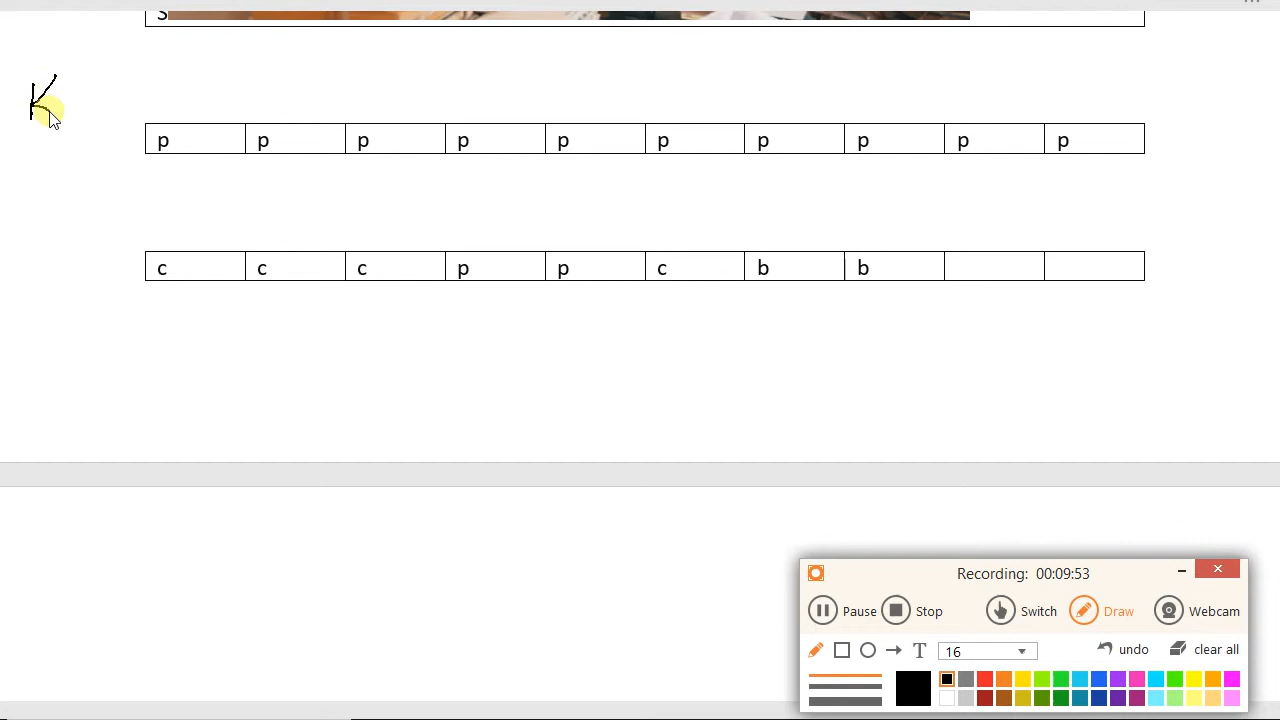 S
K
p p p p p p p p p p
c c c p p c b b
Recording: 00:09:53
Pause Stop Switch Draw Webcam
T 16 undo clear all